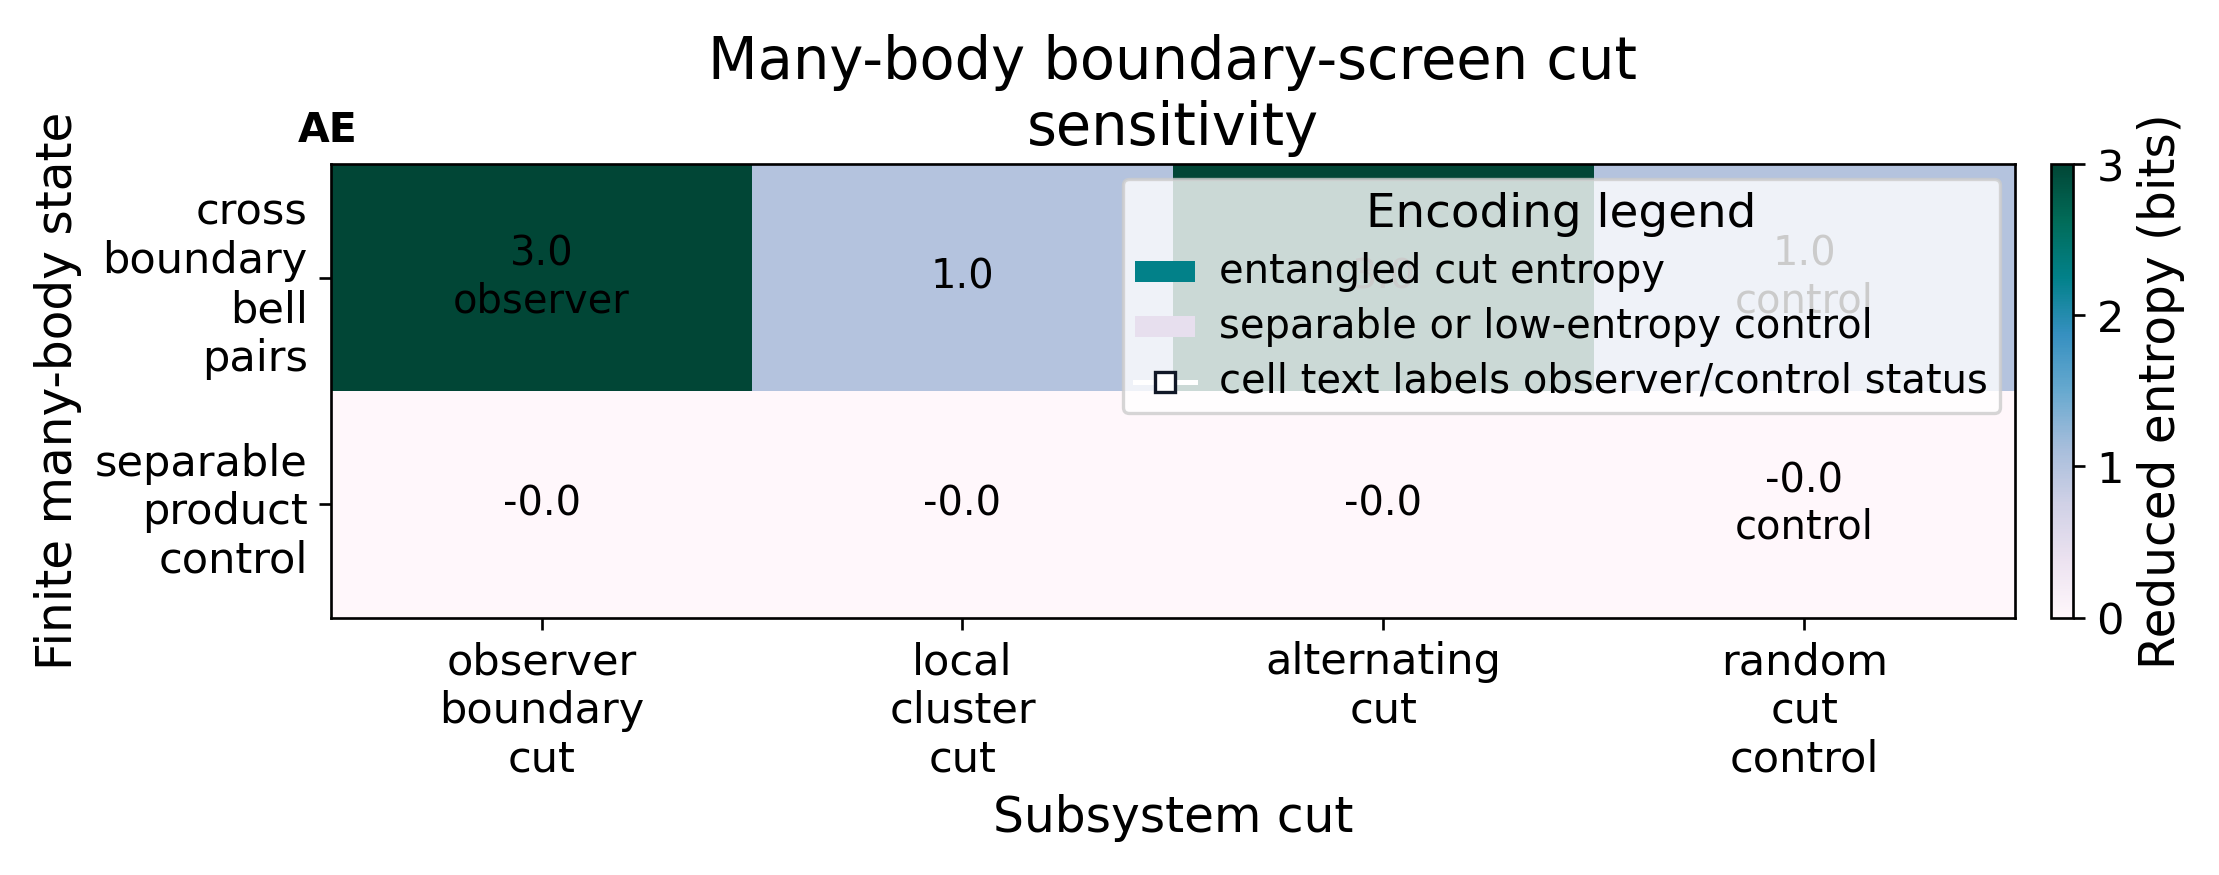 Many-body boundary-screen cut
sensitivity
AE
Finite many-body state
cross
boundary
bell
pairs
separable
product
control
3.0
observer
1.0
1.0
control
Encoding legend
entangled cut entropy
separable or low-entropy control
cell text labels observer/control status
-0.0
-0.0
-0.0
-0.0
control
observer
boundary
cut
local
cluster
cut
alternating
cut
random
cut
control
Subsystem cut
3
2
1
0
Reduced entropy (bits)